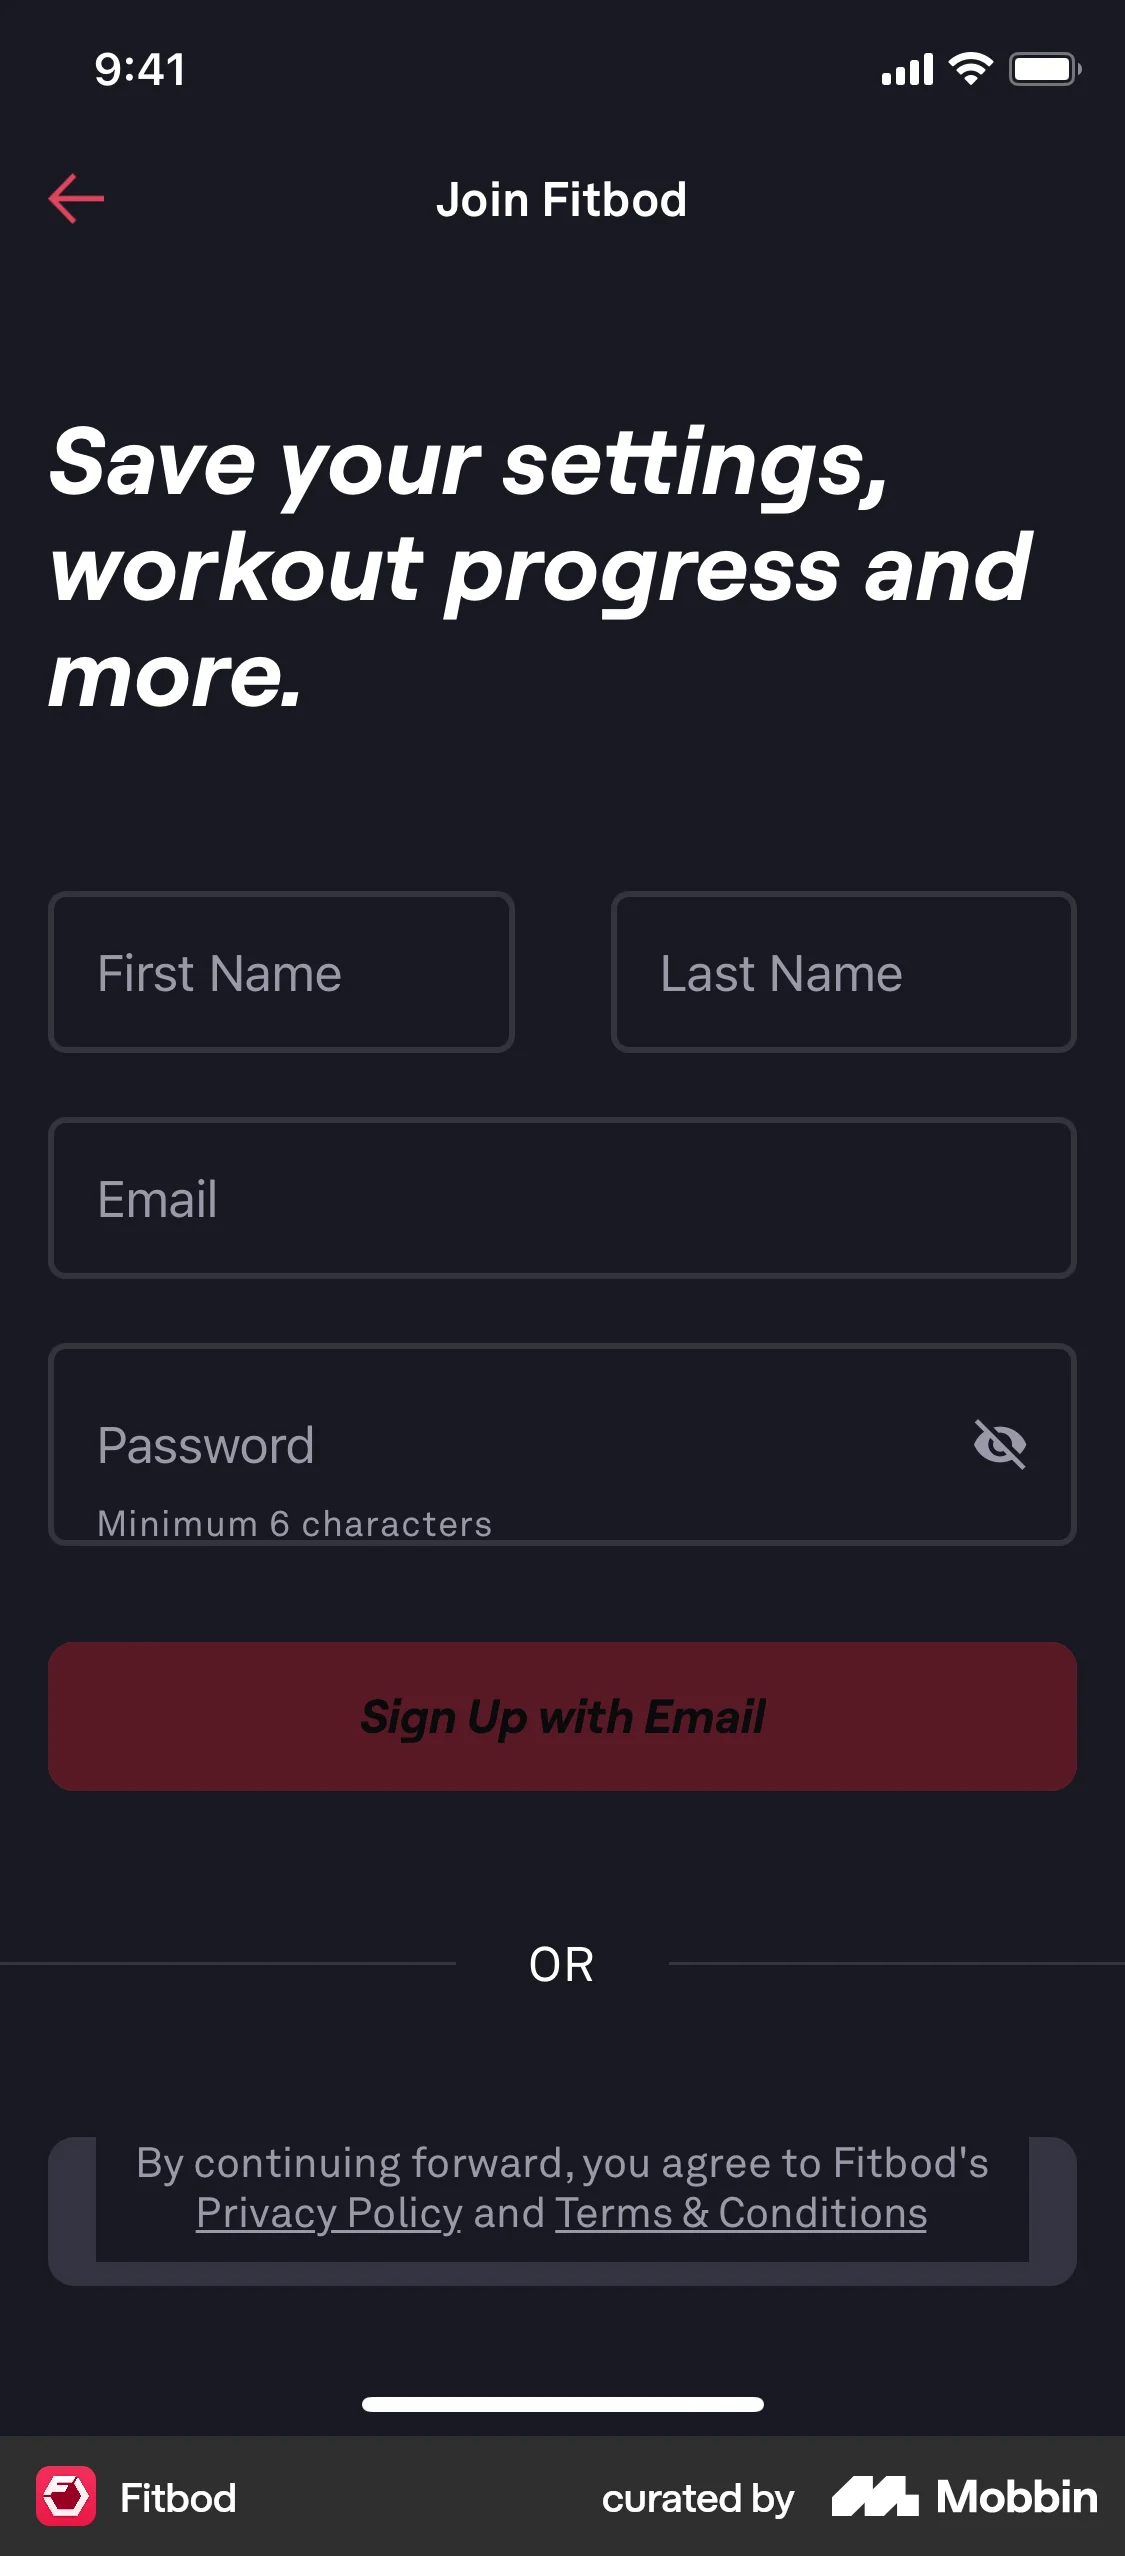 9:41
Join Fitbod
Save your settings,
workout progress and
more.
First Name
Last Name
Email
Password
Minimum 6 characters
Sign Up with Email
OR
By continuing forward, you agree to Fitbod's
Privacy Policy and Terms & Conditions
Fitbod
curated by Mobbin